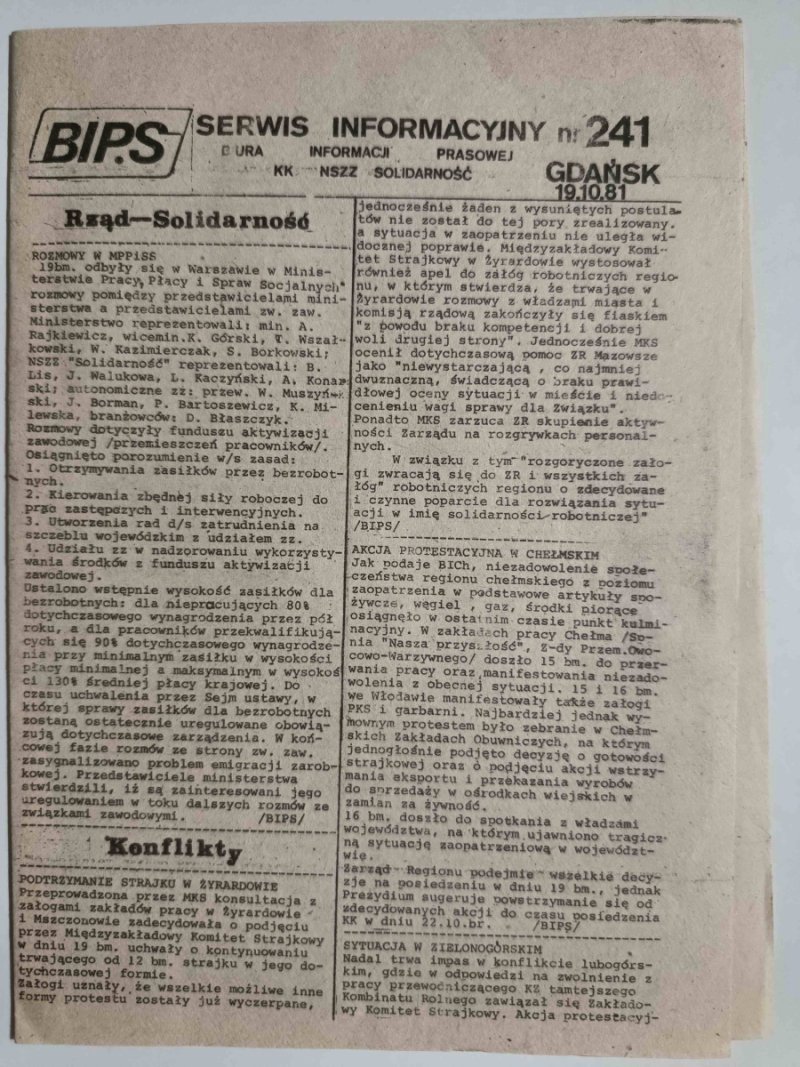 BIPS
SERWIS INFORMACYJNY nr 241
BIURA INFORMACJI PRASOWEJ
KK NSZZ SOLIDARNOŚĆ
GDAŃSK
19.10.81
Rząd—Solidarność
ROZMOWY W MPPiSS
19bm. odbyły się w Warszawie w Minis-
terstwie Pracy, Płacy i Spraw Socjalnych
rozmowy pomiędzy przedstawicielami mini-
sterstwa a przedstawicielami zw. zaw.
Ministerstwo reprezentowali: min. A.
Rajkiewicz, wicemin.K. Górski, T. Wszał-
kowski, W. Kazimierczak, S. Borkowski;
NSZZ "Solidarność" reprezentowali: B.
Lis, J. Walukowa, L. Kaczyński, A. Konar-
ski; autonomiczne zz: przew. W. Muszyń-
ski, J. Borman, P. Bartoszewicz, K. Mi-
lewska, branżowców: D. Błaszczyk.
Rozmowy dotyczyły funduszu aktywizacji
zawodowej /przemieszczeń pracowników/.
Osiągnięto porozumienie w/s zasad:
1. Otrzymywania zasiłków przez bezrobot-
nych.
2. Kierowania zbędnej siły roboczej do
prac zastępczych i interwencyjnych.
3. Utworzenia rad d/s zatrudnienia na
szczeblu wojewódzkim z udziałem zz.
4. Udziału zz w nadzorowaniu wykorzysty-
wania środków z funduszu aktywizacji
zawodowej.
Ustalono wstępnie wysokość zasiłków dla
bezrobotnych: dla niepracujących 80%
dotychczasowego wynagrodzenia przez pół
roku, a dla pracowników przekwalifikują-
cych się 90% dotychczasowego wynagrodze-
nia przy minimalnym zasiłku w wysokości
płacy minimalnej a maksymalnym w wysokoś
ci 130% średniej płacy krajowej. Do
czasu uchwalenia przez Sejm ustawy, w
której sprawy zasiłków dla bezrobotnych
zostaną ostatecznie uregulowane obowią-
zują dotychczasowe zarządzenia. W koń-
cowej fazie rozmów ze strony zw. zaw.
zasygnalizowano problem emigracji zarob-
kowej. Przedstawiciele ministerstwa
stwierdzili, iż są zainteresowani jego
uregulowaniem w toku dalszych rozmów ze
związkami zawodowymi. /BIPS/
Konflikty
PODTRZYMANIE STRAJKU W ŻYRARDOWIE
Przeprowadzona przez MKS konsultacja z
załogami zakładów pracy w Żyrardowie
i Mszczonowie zadecydowała o podjęciu
przez Międzyzakładowy Komitet Strajkowy
w dniu 19 bm. uchwały o kontynuowaniu
trwającego od 12 bm. strajku w jego do-
tychczasowej formie.
Załogi uznały, że wszelkie możliwe inne
formy protestu zostały już wyczerpane,
jednocześnie żaden z wysuniętych postula-
tów nie został do tej pory zrealizowany.
a sytuacja w zaopatrzeniu nie uległa wi-
docznej poprawie. Międzyzakładowy Komi-
tet Strajkowy w Żyrardowie wystosował
również apel do załóg robotniczych regio-
nu, w którym stwierdza, że trwające w
Żyrardowie rozmowy z władzami miasta i
komisją rządową zakończyły się fiaskiem
"z powodu braku kompetencji i dobrej
woli drugiej strony". Jednocześnie MKS
ocenił dotychczasową pomoc ZR Mazowsze
jako "niewystarczającą , co najmniej
dwuznaczną, świadczącą o braku prawi-
dłowej oceny sytuacji w mieście i niedo-
cenieniu wagi sprawy dla Związku".
Ponadto MKS zarzuca ZR skupienie aktyw-
ności Zarządu na rozgrywkach personal-
nych.
W związku z tym "rozgoryczone zało-
gi zwracają się do ZR i wszystkich za-
łóg" robotniczych regionu o zdecydowane
i czynne poparcie dla rozwiązania sytu-
acji w imię solidarności robotniczej"
/BIPS/
AKCJA PROTESTACYJNA W CHEŁMSKIM
Jak podaje BICh, niezadowolenie społe-
czeństwa regionu chełmskiego z poziomu
zaopatrzenia w podstawowe artykuły spo-
żywcze, węgiel , gaz, środki piorące
osiągnęło w ostatnim czasie punkt kulmi-
nacyjny. W zakładach pracy Chełma /Sp-
nia "Nasza przyszłość", Z-dy Przem.Owo-
cowo-Warzywnego/ doszło 15 bm. do przer-
wania pracy oraz manifestowania niezado-
wolenia z obecnej sytuacji. 15 i 16 bm.
we Włodawie manifestowały także załogi
PKS i garbarni. Najbardziej jednak wy-
mownym protestem było zebranie w Chełm-
skich Zakładach Obuwniczych, na którym
jednogłośnie podjęto decyzję o gotowości
strajkowej oraz o podjęciu akcji wstrzy-
mania eksportu i przekazania wyrobów
do sprzedaży w ośrodkach wiejskich w
zamian za żywność.
16 bm. doszło do spotkania z władzami
województwa, na którym ujawniono tragicz-
ną sytuację zaopatrzeniową w województ-
wie.
Zarząd Regionu podejmie wszelkie decy-
zje na posiedzeniu w dniu 19 bm., jednak
Prezydium sugeruje powstrzymanie się od
zdecydowanych akcji do czasu posiedzenia
KK w dniu 22.10.br. /BIPS/
SYTUACJA W ZIELONOGÓRSKIM
Nadal trwa impas w konflikcie lubogórs-
kim, gdzie w odpowiedzi na zwolnienie z
pracy przewodniczącego KZ tamtejszego
Kombinatu Rolnego zawiązał się Zakłado-
wy Komitet Strajkowy. Akcja protestacyj-